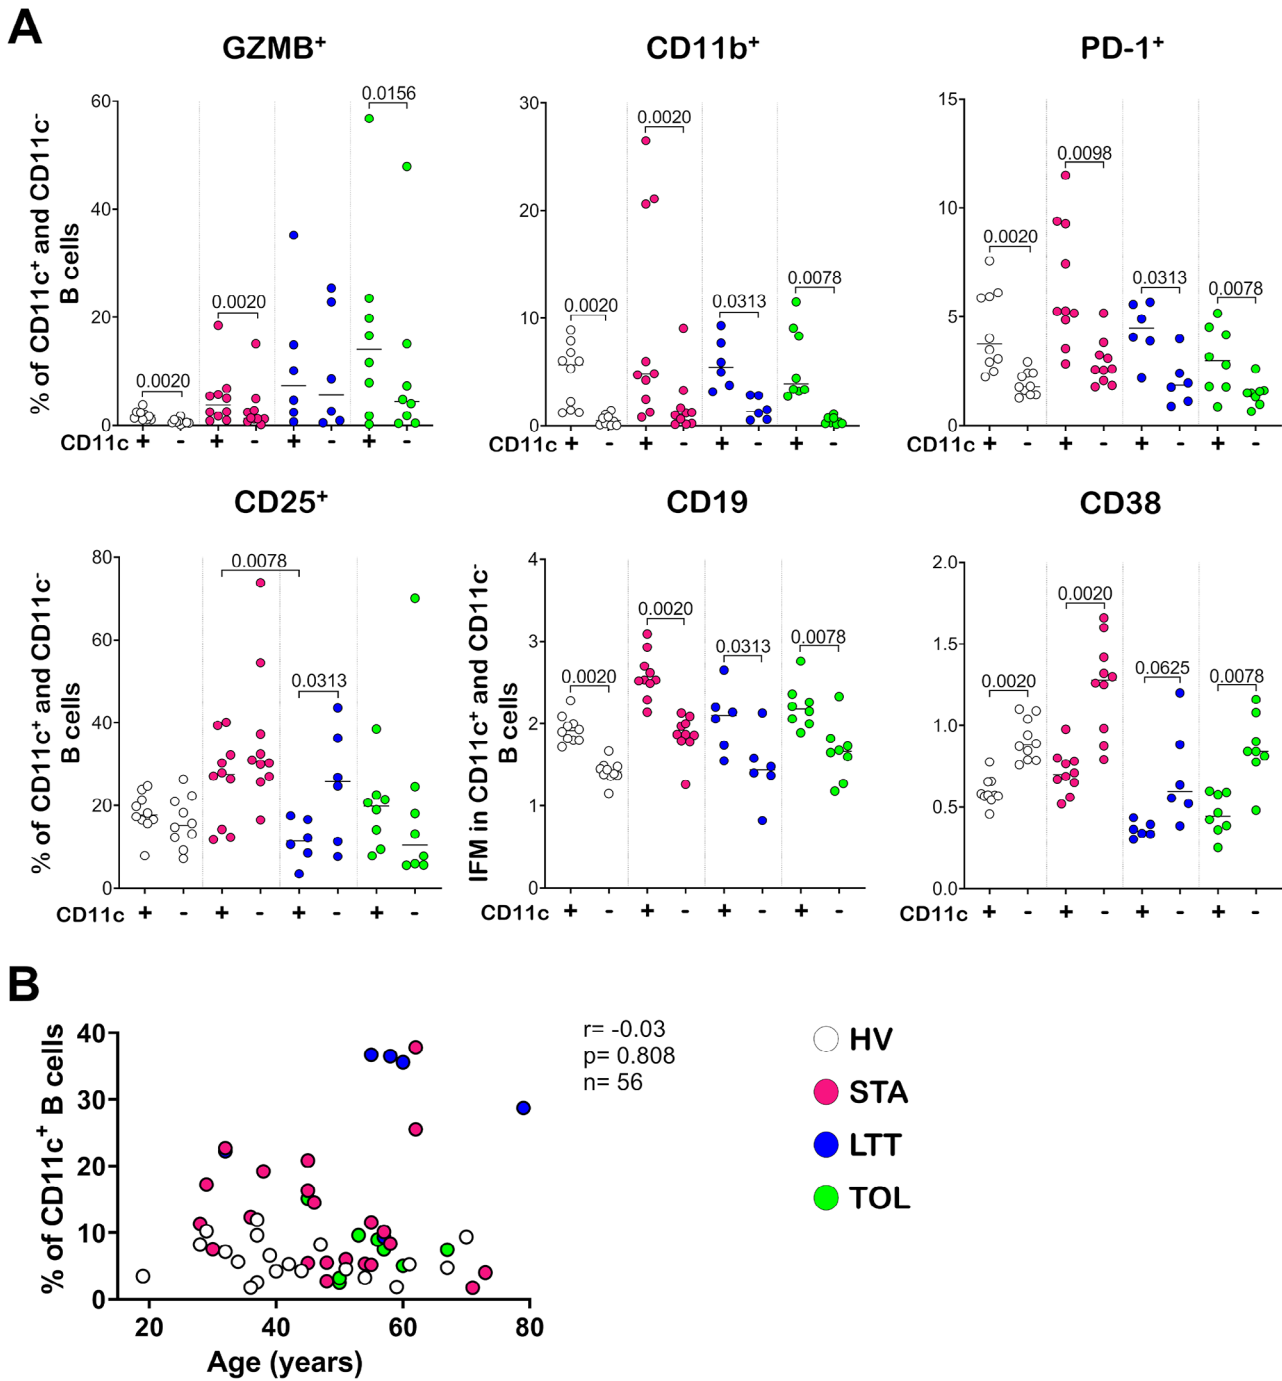 A
GZMB+
CD11b+
PD-1+
% of CD11c+ and CD11c-
B cells
60
40
20
0
0.0020
0.0020
0.0156
CD11c
+ - + - + - + -
30
20
10
0
0.0020
0.0020
0.0313
0.0078
CD11c
+ - + - + - + -
15
10
5
0
0.0020
0.0098
0.0313
0.0078
CD11c
+ - + - + - + -
CD25+
CD19
CD38
% of CD11c+ and CD11c-
B cells
80
60
40
20
0
0.0078
0.0313
CD11c
+ - + - + - + -
IFM in CD11c+ and CD11c-
B cells
4
3
2
1
0
0.0020
0.0020
0.0313
0.0078
CD11c
+ - + - + - + -
2.0
1.5
1.0
0.5
0.0
0.0020
0.0020
0.0625
0.0078
CD11c
+ - + - + - + -
B
% of CD11c+ B cells
40
30
20
10
0
20 40 60 80
Age (years)
r= -0.03
p= 0.808
n= 56
HV
STA
LTT
TOL